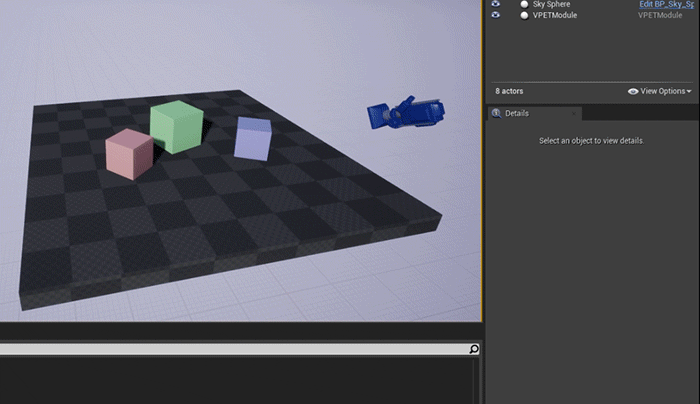 Sky Sphere
Edit BP_Sky_Sp
VPETModule
VPETModule
8 actors
View Options
Details
Select an object to view details.